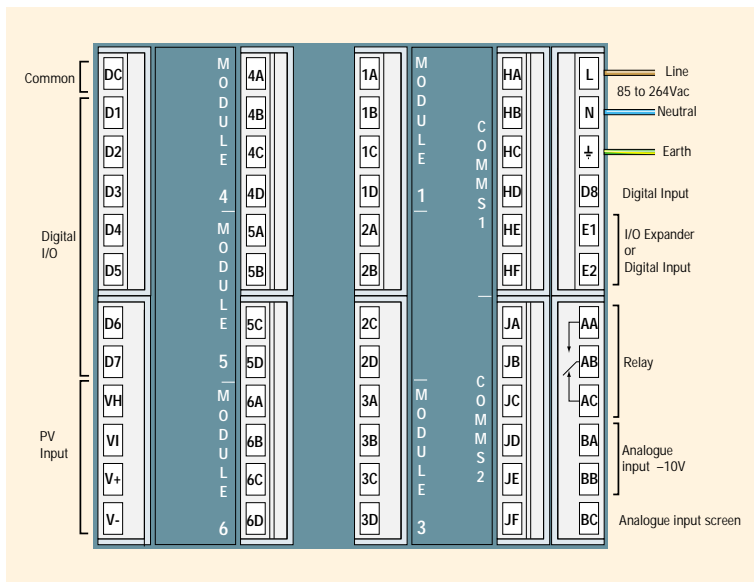 Common
Digital
I/O
PV
Input
DC
D1
D2
D3
D4
D5
D6
D7
VH
VI
V+
V-
MODULE 4
MODULE 5
MODULE 6
4A
4B
4C
4D
5A
5B
5C
5D
6A
6B
6C
6D
1A
1B
1C
1D
2A
2B
2C
2D
3A
3B
3C
3D
MODULE 1
MODULE 3
COMMS 1
COMMS 2
HA
HB
HC
HD
HE
HF
JA
JB
JC
JD
JE
JF
L
N
D8
E1
E2
AA
AB
AC
BA
BB
BC
Line
85 to 264Vac
Neutral
Earth
Digital Input
I/O Expander
or
Digital Input
Relay
Analogue
input –10V
Analogue input screen